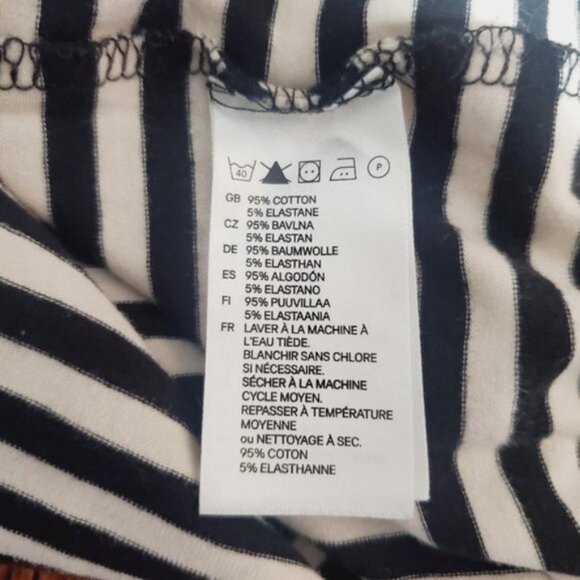 40 P
GB 95% COTTON
5% ELASTANE
CZ 95% BAVLNA
5% ELASTAN
DE 95% BAUMWOLLE
5% ELASTHAN
ES 95% ALGODÓN
5% ELASTANO
FI 95% PUUVILLAA
5% ELASTAANIA
FR LAVER À LA MACHINE À
L'EAU TIÈDE.
BLANCHIR SANS CHLORE
SI NÉCESSAIRE.
SÉCHER À LA MACHINE
CYCLE MOYEN.
REPASSER À TEMPÉRATURE
MOYENNE
ou NETTOYAGE À SEC.
95% COTON
5% ELASTHANNE